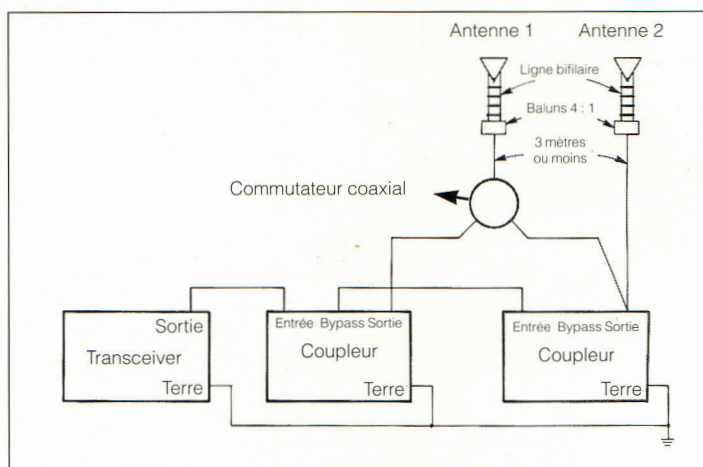 Antenne 1 Antenne 2
Ligne bifilaire
Baluns 4 : 1
3 mètres
ou moins
Commutateur coaxial
Sortie
Transceiver
Terre
Entrée Bypass Sortie
Coupleur
Terre
Entrée Bypass Sortie
Coupleur
Terre